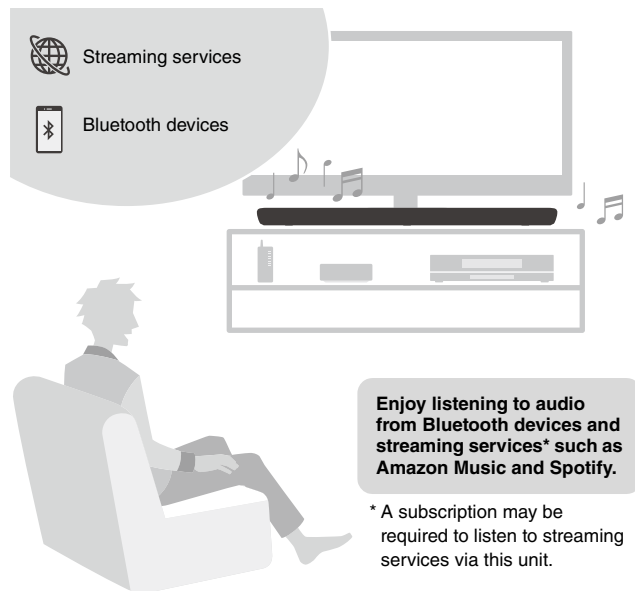 Streaming services
Bluetooth devices
Enjoy listening to audio
from Bluetooth devices and
streaming services* such as
Amazon Music and Spotify.
* A subscription may be
required to listen to streaming
services via this unit.